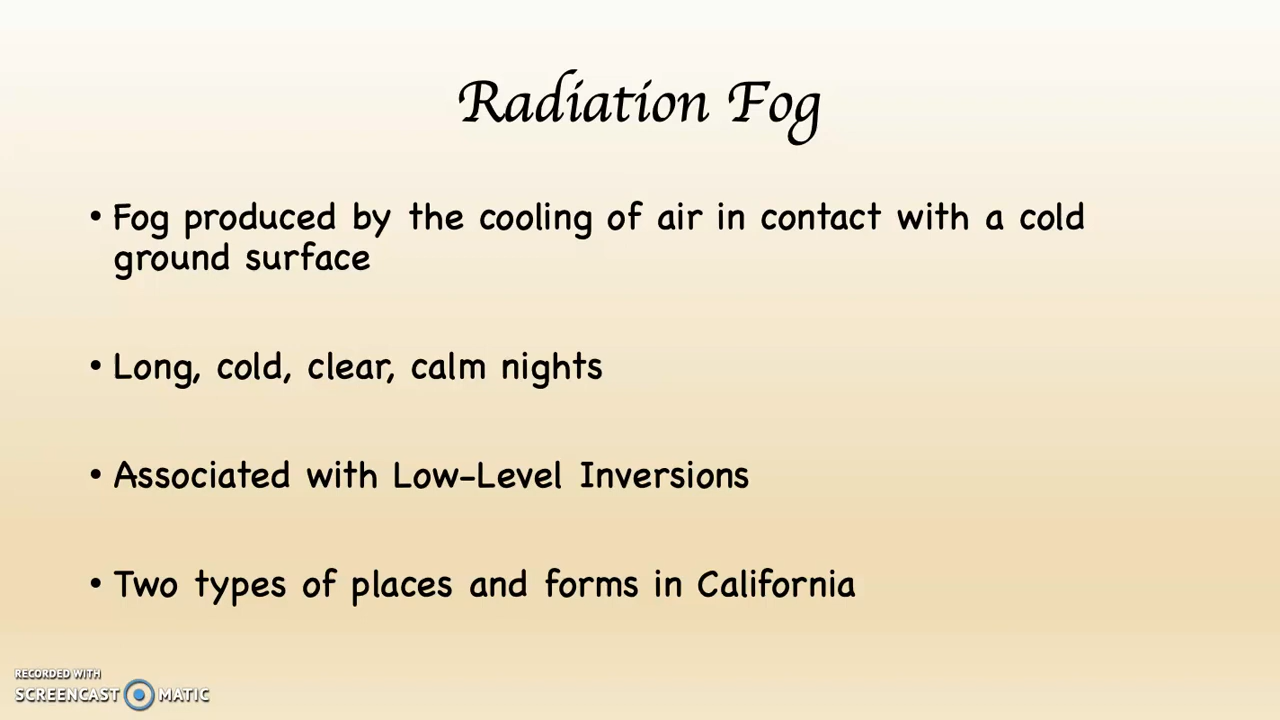 Radiation Fog
• Fog produced by the cooling of air in contact with a cold
ground surface
• Long, cold, clear, calm nights
• Associated with Low-Level Inversions
• Two types of places and forms in California
RECORDED WITH
SCREENCAST MATIC